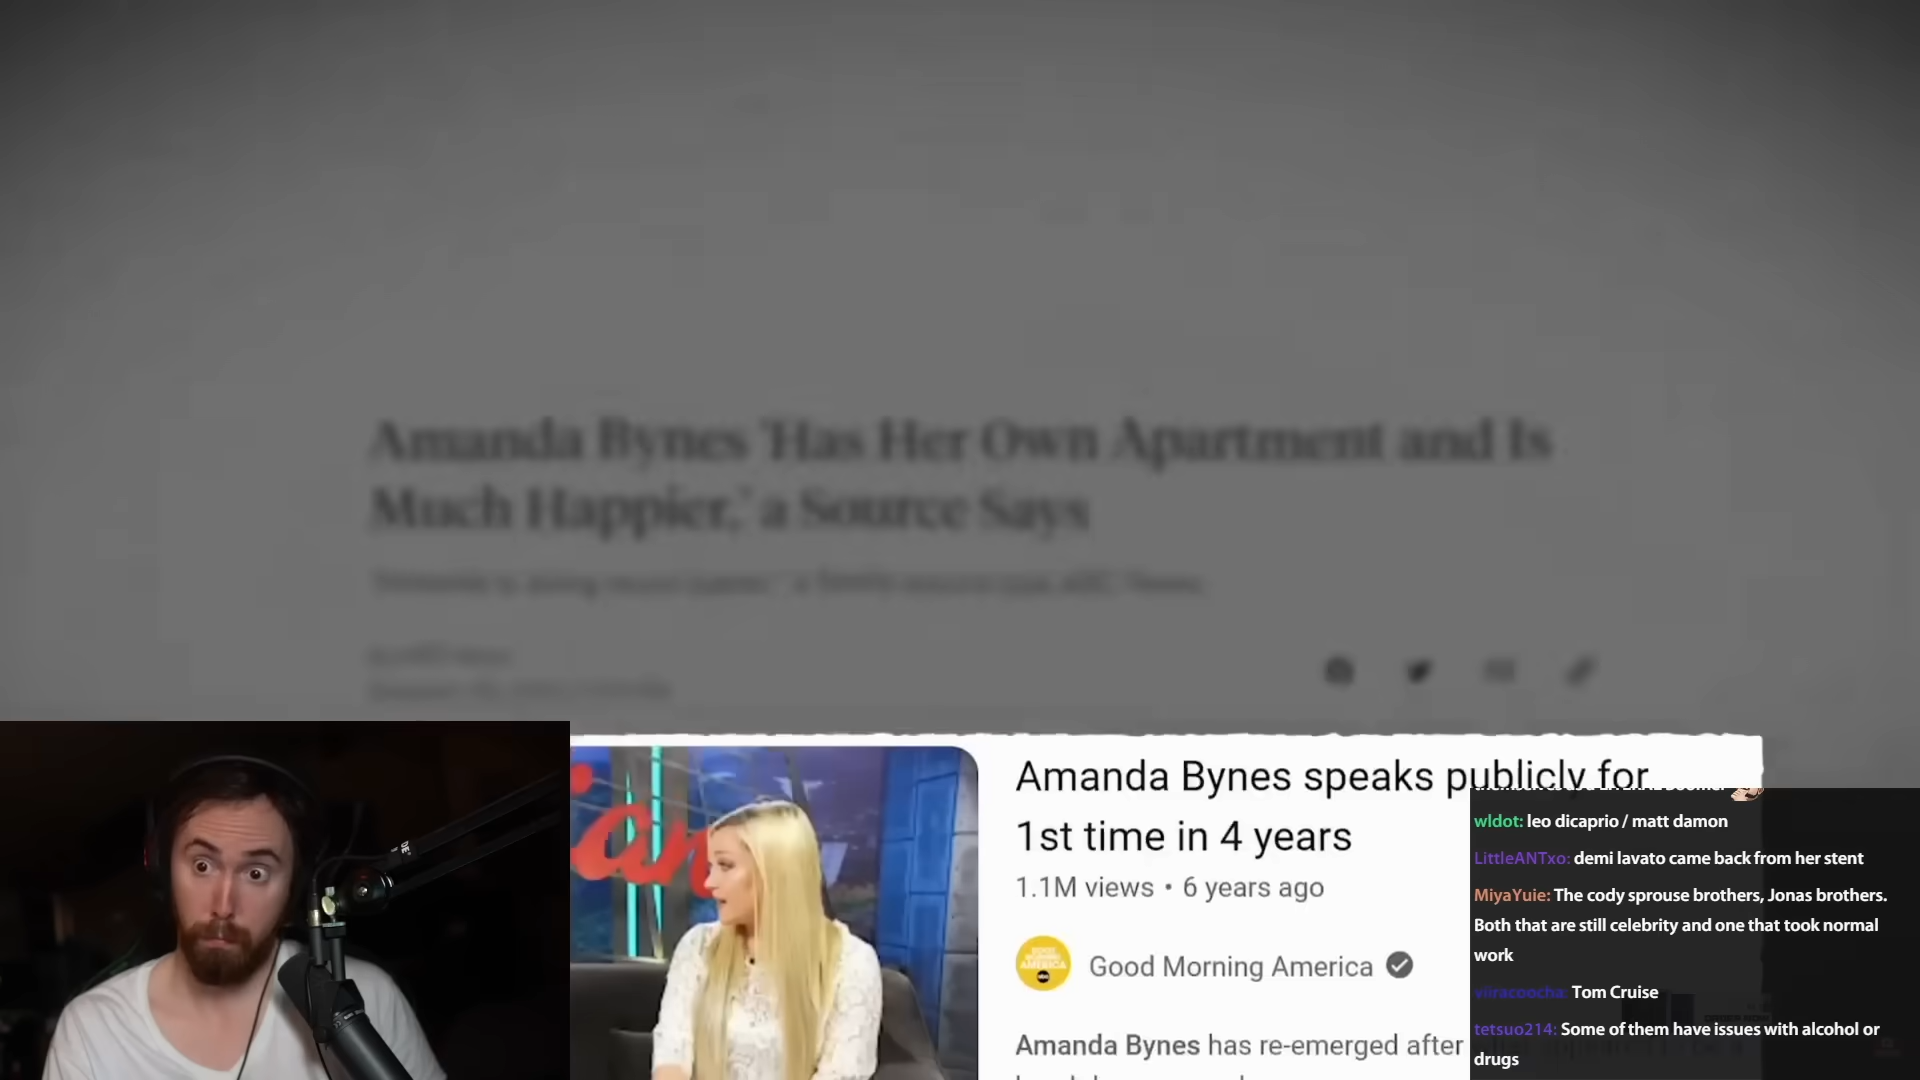 Amanda Bynes 'Has Her Own Apartment and Is
Much Happier,' a Source Says
Amanda Bynes speaks publicly for
1st time in 4 years
1.1M views • 6 years ago
GOOD
MORNING
AMERICA
Good Morning America
Amanda Bynes has re-emerged after
wldot: leo dicaprio / matt damon
LittleANTxo: demi lavato came back from her stent
MiyaYuie: The cody sprouse brothers, Jonas brothers.
Both that are still celebrity and one that took normal
work
viiracoocha: Tom Cruise
tetsuo214: Some of them have issues with alcohol or
drugs